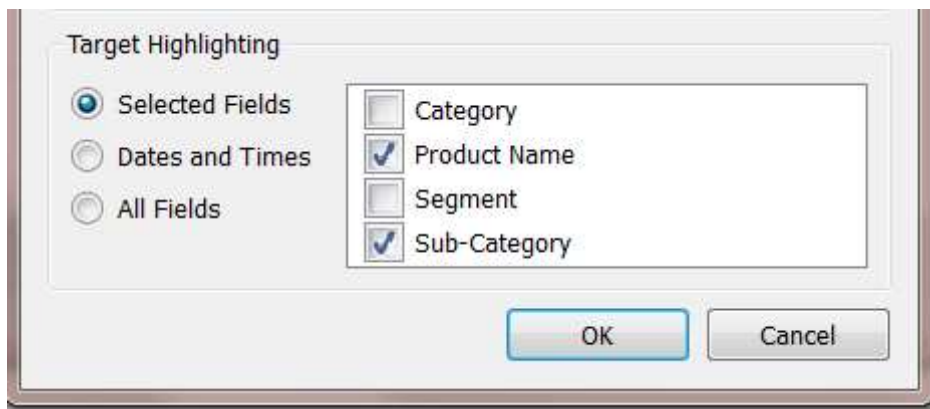 Target Highlighting
Selected Fields
Dates and Times
All Fields
Category
Product Name
Segment
Sub-Category
OK
Cancel